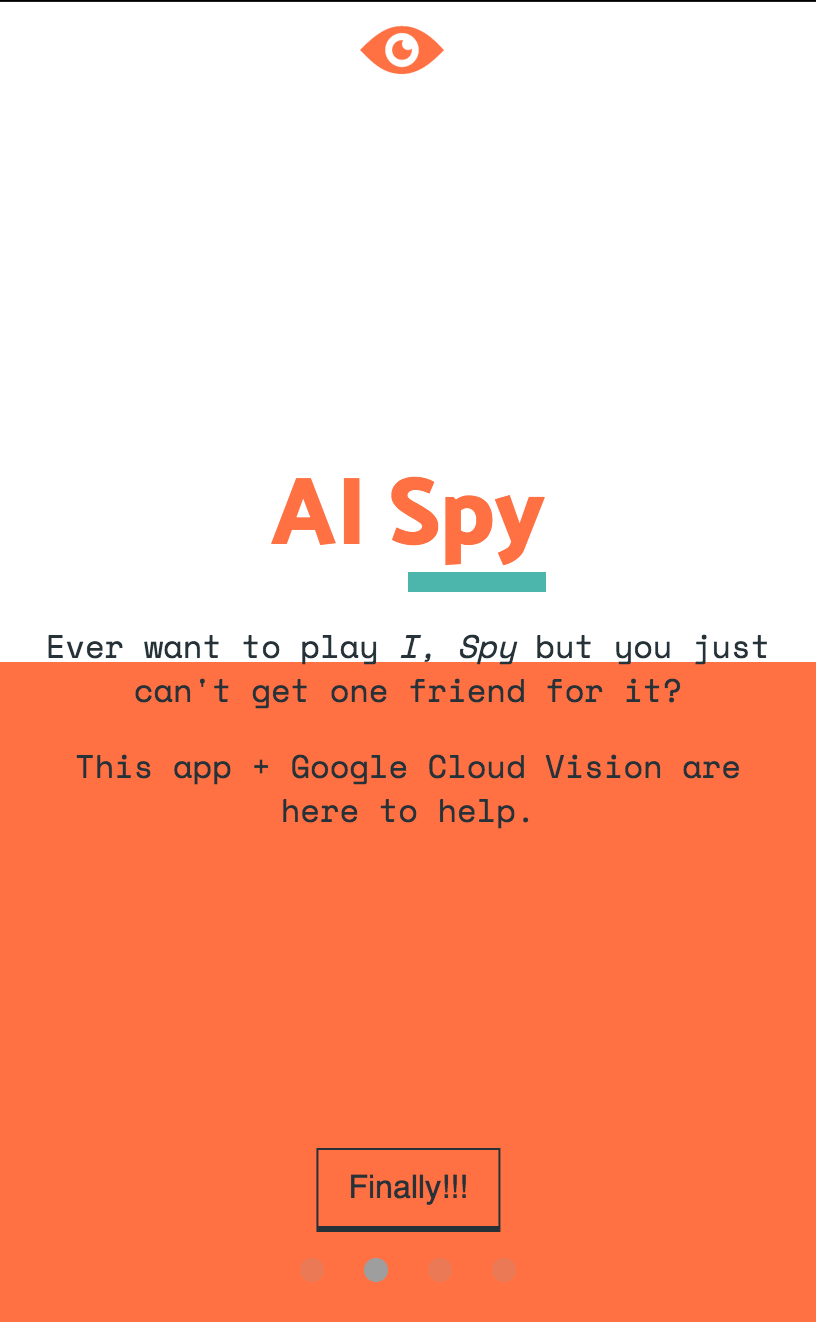 AI Spy
Ever want to play I, Spy but you just
can't get one friend for it?
This app + Google Cloud Vision are
here to help.
Finally!!!